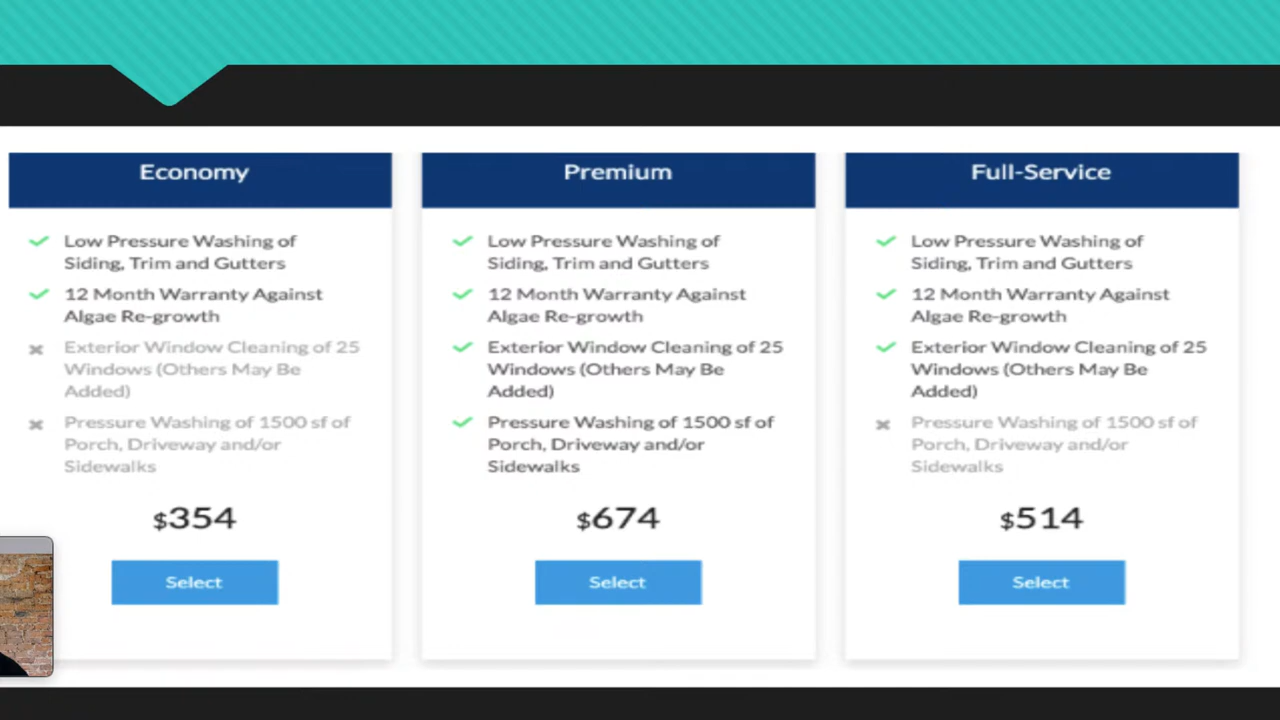 Economy
Low Pressure Washing of
Siding, Trim and Gutters
12 Month Warranty Against
Algae Re-growth
Exterior Window Cleaning of 25
Windows (Others May Be
Added)
Pressure Washing of 1500 sf of
Porch, Driveway and/or
Sidewalks
$354
Select
Premium
Low Pressure Washing of
Siding, Trim and Gutters
12 Month Warranty Against
Algae Re-growth
Exterior Window Cleaning of 25
Windows (Others May Be
Added)
Pressure Washing of 1500 sf of
Porch, Driveway and/or
Sidewalks
$674
Select
Full-Service
Low Pressure Washing of
Siding, Trim and Gutters
12 Month Warranty Against
Algae Re-growth
Exterior Window Cleaning of 25
Windows (Others May Be
Added)
Pressure Washing of 1500 sf of
Porch, Driveway and/or
Sidewalks
$514
Select